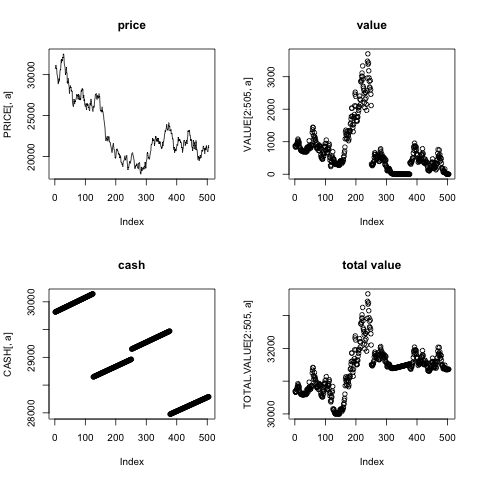 price
PRICE[, a]
30000
25000
20000
0 100 200 300 400 500
Index
value
VALUE[2:505, a]
3000
2000
1000
0
0 100 200 300 400 500
Index
cash
CASH[, a]
30000
29000
28000
0 100 200 300 400 500
Index
total value
TOTAL.VALUE[2:505, a]
32000
30000
0 100 200 300 400 500
Index